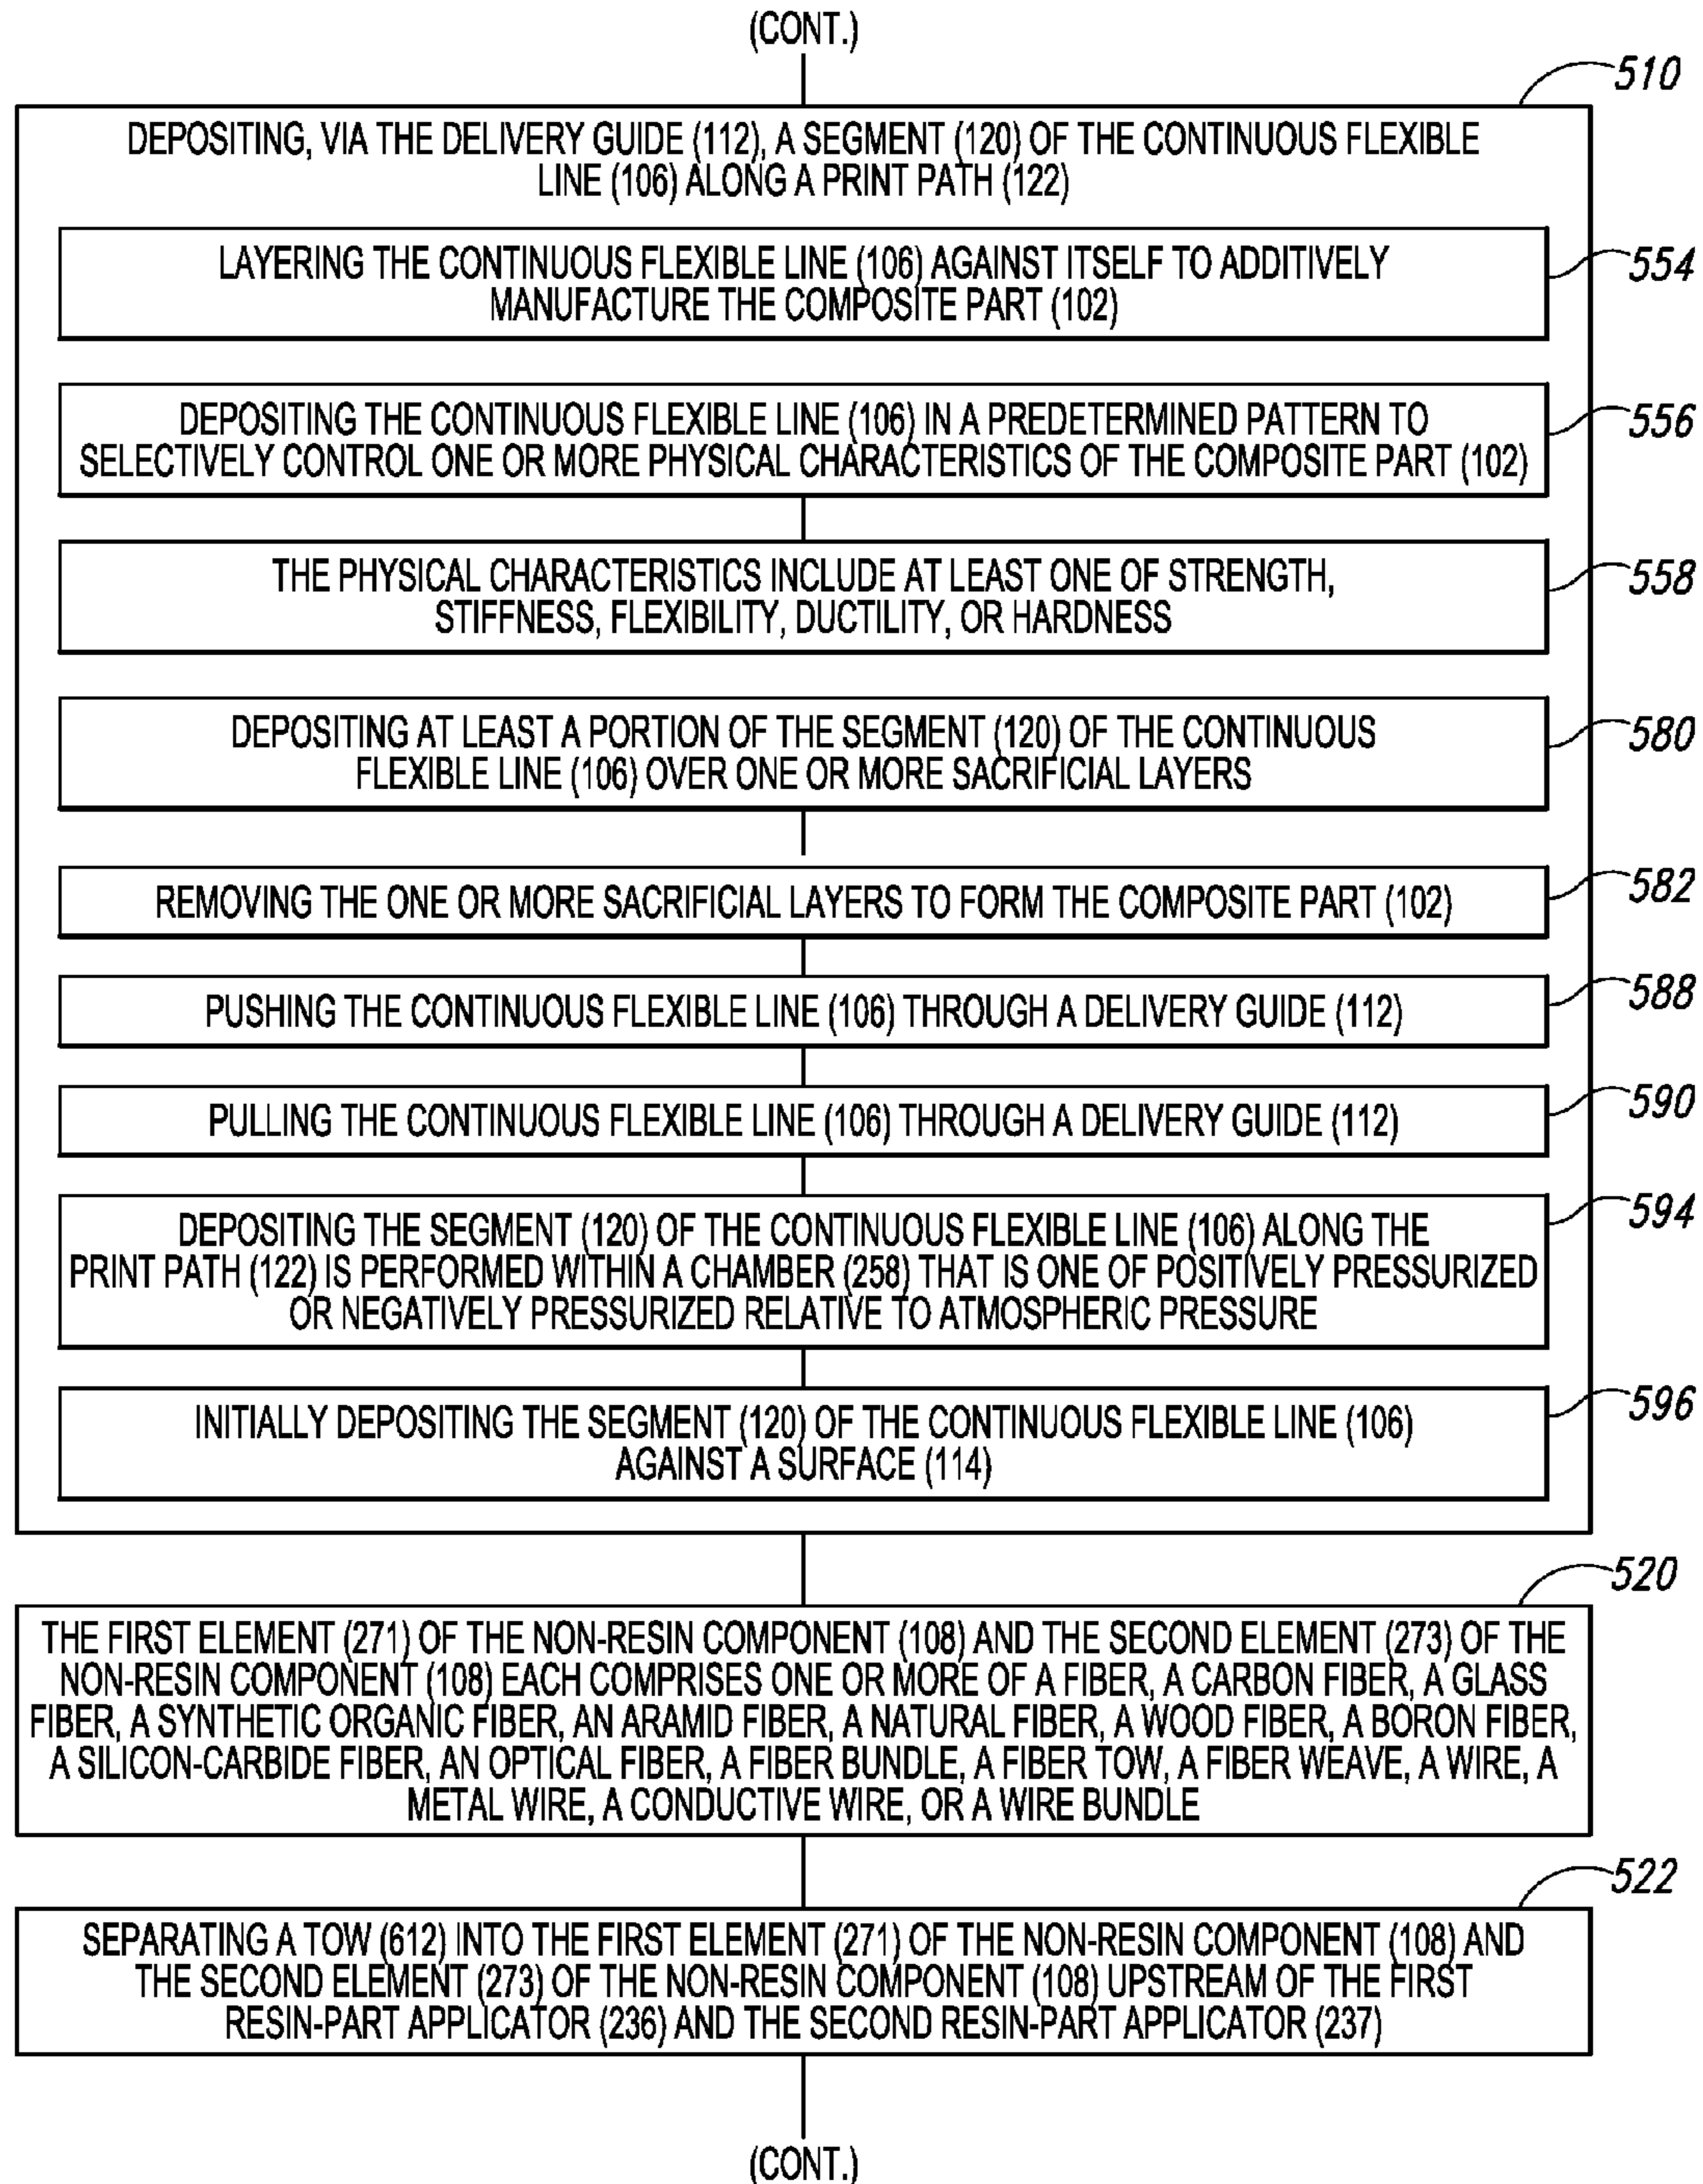 (CONT.)
510
DEPOSITING, VIA THE DELIVERY GUIDE (112), A SEGMENT (120) OF THE CONTINUOUS FLEXIBLE
LINE (106) ALONG A PRINT PATH (122)
LAYERING THE CONTINUOUS FLEXIBLE LINE (106) AGAINST ITSELF TO ADDITIVELY
MANUFACTURE THE COMPOSITE PART (102)
554
DEPOSITING THE CONTINUOUS FLEXIBLE LINE (106) IN A PREDETERMINED PATTERN TO
SELECTIVELY CONTROL ONE OR MORE PHYSICAL CHARACTERISTICS OF THE COMPOSITE PART (102)
556
THE PHYSICAL CHARACTERISTICS INCLUDE AT LEAST ONE OF STRENGTH,
STIFFNESS, FLEXIBILITY, DUCTILITY, OR HARDNESS
558
DEPOSITING AT LEAST A PORTION OF THE SEGMENT (120) OF THE CONTINUOUS
FLEXIBLE LINE (106) OVER ONE OR MORE SACRIFICIAL LAYERS
580
REMOVING THE ONE OR MORE SACRIFICIAL LAYERS TO FORM THE COMPOSITE PART (102)
582
PUSHING THE CONTINUOUS FLEXIBLE LINE (106) THROUGH A DELIVERY GUIDE (112)
588
PULLING THE CONTINUOUS FLEXIBLE LINE (106) THROUGH A DELIVERY GUIDE (112)
590
DEPOSITING THE SEGMENT (120) OF THE CONTINUOUS FLEXIBLE LINE (106) ALONG THE
PRINT PATH (122) IS PERFORMED WITHIN A CHAMBER (258) THAT IS ONE OF POSITIVELY PRESSURIZED
OR NEGATIVELY PRESSURIZED RELATIVE TO ATMOSPHERIC PRESSURE
594
INITIALLY DEPOSITING THE SEGMENT (120) OF THE CONTINUOUS FLEXIBLE LINE (106)
AGAINST A SURFACE (114)
596
520
THE FIRST ELEMENT (271) OF THE NON-RESIN COMPONENT (108) AND THE SECOND ELEMENT (273) OF THE
NON-RESIN COMPONENT (108) EACH COMPRISES ONE OR MORE OF A FIBER, A CARBON FIBER, A GLASS
FIBER, A SYNTHETIC ORGANIC FIBER, AN ARAMID FIBER, A NATURAL FIBER, A WOOD FIBER, A BORON FIBER,
A SILICON-CARBIDE FIBER, AN OPTICAL FIBER, A FIBER BUNDLE, A FIBER TOW, A FIBER WEAVE, A WIRE, A
METAL WIRE, A CONDUCTIVE WIRE, OR A WIRE BUNDLE
522
SEPARATING A TOW (612) INTO THE FIRST ELEMENT (271) OF THE NON-RESIN COMPONENT (108) AND
THE SECOND ELEMENT (273) OF THE NON-RESIN COMPONENT (108) UPSTREAM OF THE FIRST
RESIN-PART APPLICATOR (236) AND THE SECOND RESIN-PART APPLICATOR (237)
(CONT.)